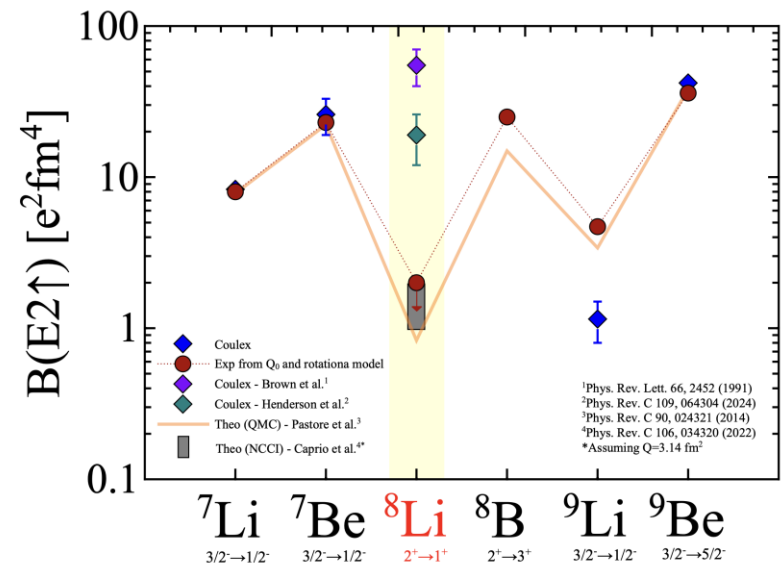 100
10
1
0.1
B(E2↑) [e²fm⁴]
Coulex
Exp from Q₀ and rotationa model
Coulex - Brown et al.¹
Coulex - Henderson et al.²
Theo (QMC) - Pastore et al.³
Theo (NCCI) - Caprio et al.⁴*
¹Phys. Rev. Lett. 66, 2452 (1991)
²Phys. Rev. C 109, 064304 (2024)
³Phys. Rev. C 90, 024321 (2014)
⁴Phys. Rev. C 106, 034320 (2022)
*Assuming Q=3.14 fm²
⁷Li ⁷Be ⁸Li ⁸B ⁹Li ⁹Be
3/2⁻→1/2⁻ 3/2⁻→1/2⁻ 2⁺→1⁺ 2⁺→3⁺ 3/2⁻→1/2⁻ 3/2⁻→5/2⁻